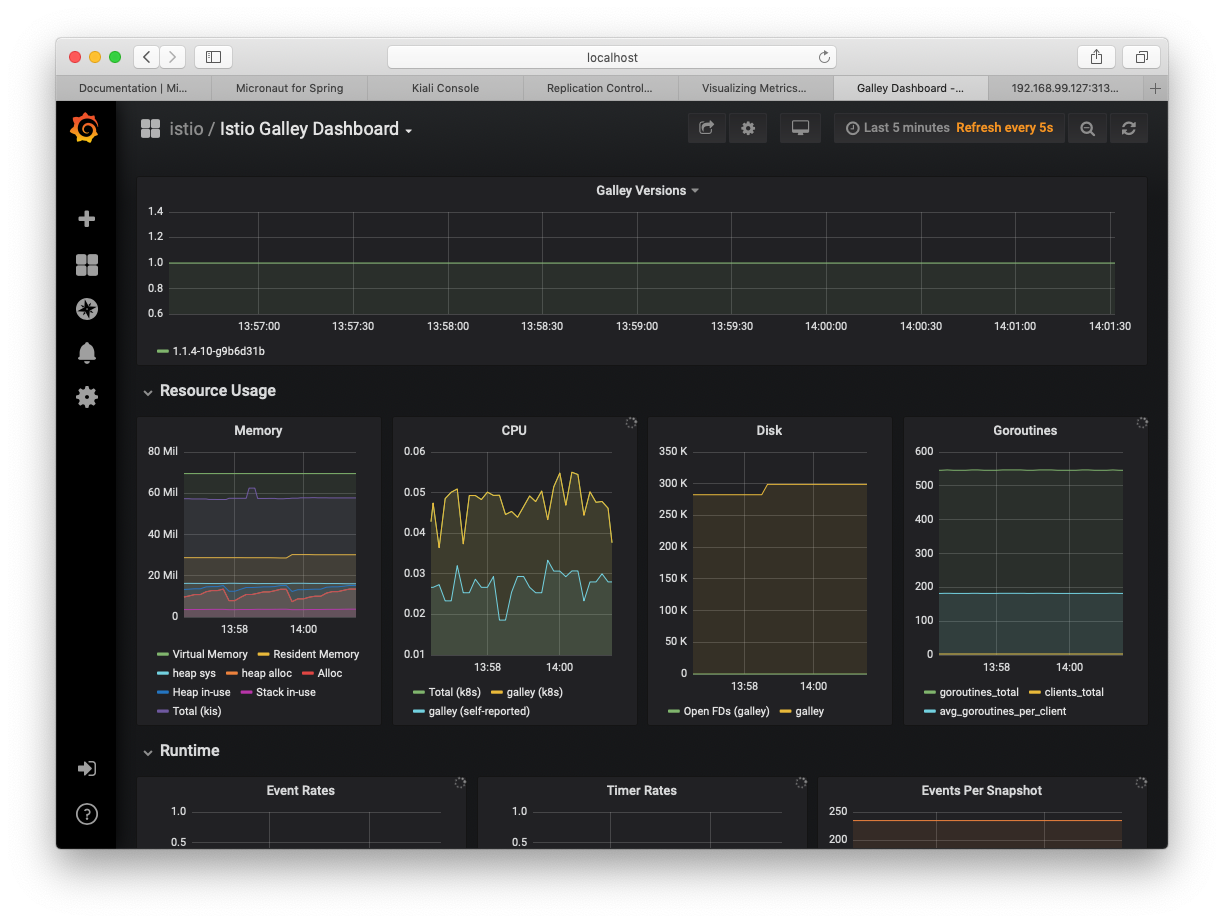 localhost
Documentation | Mi...
Micronaut for Spring
Kiali Console
Replication Control...
Visualizing Metrics...
Galley Dashboard -...
192.168.99.127:313...
istio / Istio Galley Dashboard
Last 5 minutes Refresh every 5s
Galley Versions
1.4
1.2
1.0
0.8
0.6
13:57:00 13:57:30 13:58:00 13:58:30 13:59:00 13:59:30 14:00:00 14:00:30 14:01:00 14:01:30
1.1.4-10-g9b6d31b
Resource Usage
Memory
80 Mil
60 Mil
40 Mil
20 Mil
0
13:58 14:00
Virtual Memory Resident Memory
heap sys heap alloc Alloc
Heap in-use Stack in-use
Total (kis)
CPU
0.06
0.05
0.04
0.03
0.02
0.01
13:58 14:00
Total (k8s) galley (k8s)
galley (self-reported)
Disk
350 K
300 K
250 K
200 K
150 K
100 K
50 K
0
13:58 14:00
Open FDs (galley) galley
Goroutines
600
500
400
300
200
100
0
13:58 14:00
goroutines_total clients_total
avg_goroutines_per_client
Runtime
Event Rates
1.0
0.5
Timer Rates
1.0
0.5
Events Per Snapshot
250
200
?